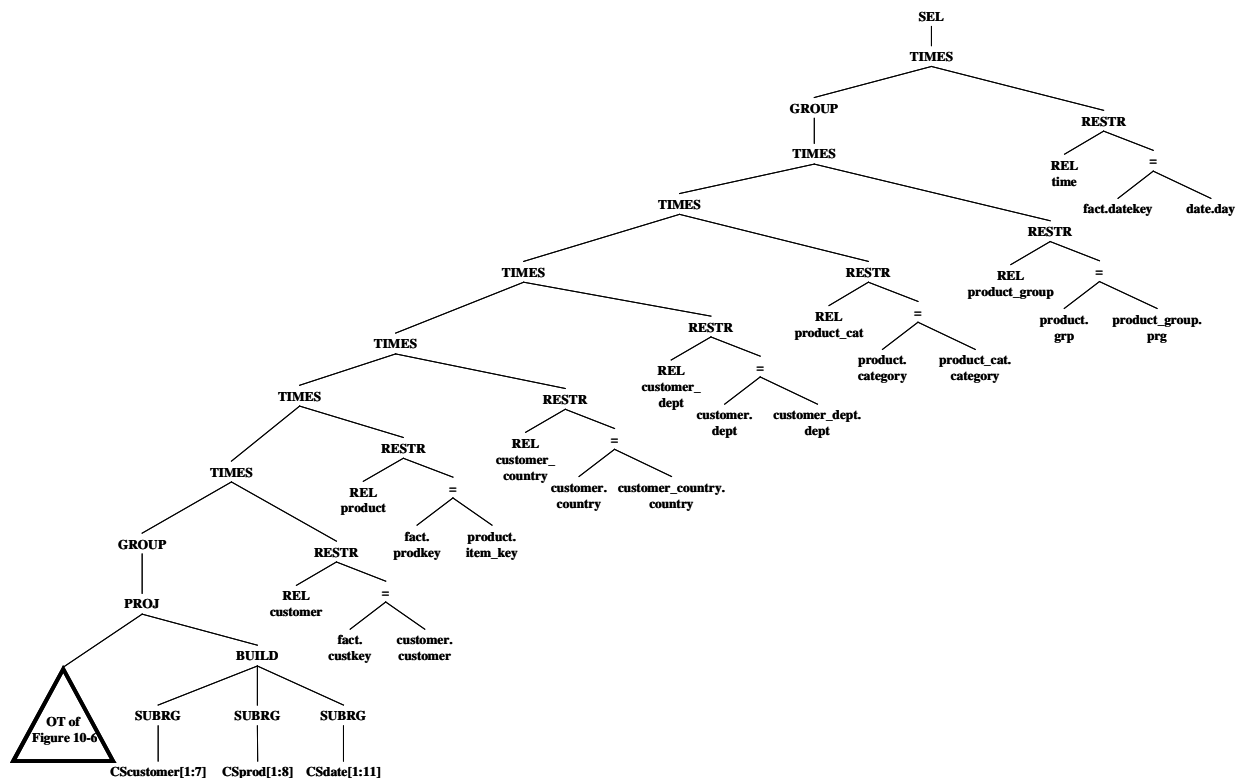 SEL
TIMES
GROUP
RESTR
TIMES
REL
time
=
fact.datekey
date.day
TIMES
RESTR
REL
product_group
=
product.
grp
product_group.
prg
TIMES
RESTR
REL
product_cat
=
product.
category
product_cat.
category
TIMES
RESTR
REL
customer_
dept
=
customer.
dept
customer_dept.
dept
TIMES
RESTR
REL
customer_
country
=
customer.
country
customer_country.
country
TIMES
RESTR
REL
product
=
fact.
prodkey
product.
item_key
GROUP
RESTR
REL
customer
=
fact.
custkey
customer.
customer
PROJ
BUILD
OT of
Figure 10-6
SUBRG
SUBRG
SUBRG
CScustomer[1:7]
CSprod[1:8]
CSdate[1:11]